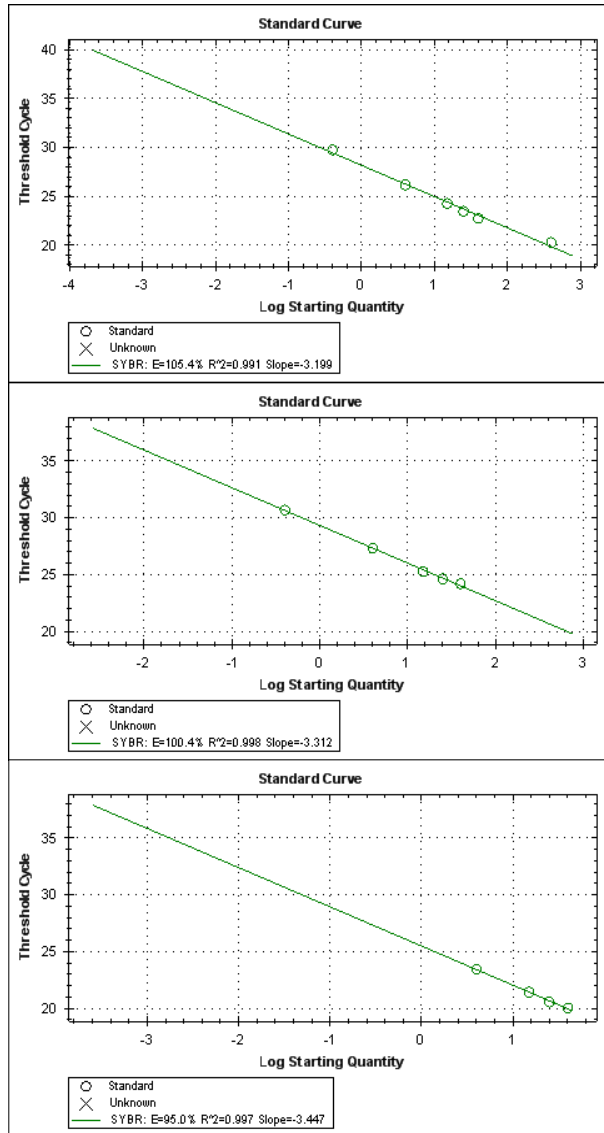 Standard Curve
40
35
30
25
20
Threshold Cycle
-4 -3 -2 -1 0 1 2 3
Log Starting Quantity
Standard
Unknown
SYBR: E=105.4% R^2=0.991 Slope=-3.199
Standard Curve
35
30
25
20
Threshold Cycle
-2 -1 0 1 2 3
Log Starting Quantity
Standard
Unknown
SYBR: E=100.4% R^2=0.998 Slope=-3.312
Standard Curve
35
30
25
20
Threshold Cycle
-3 -2 -1 0 1
Log Starting Quantity
Standard
Unknown
SYBR: E=95.0% R^2=0.997 Slope=-3.447